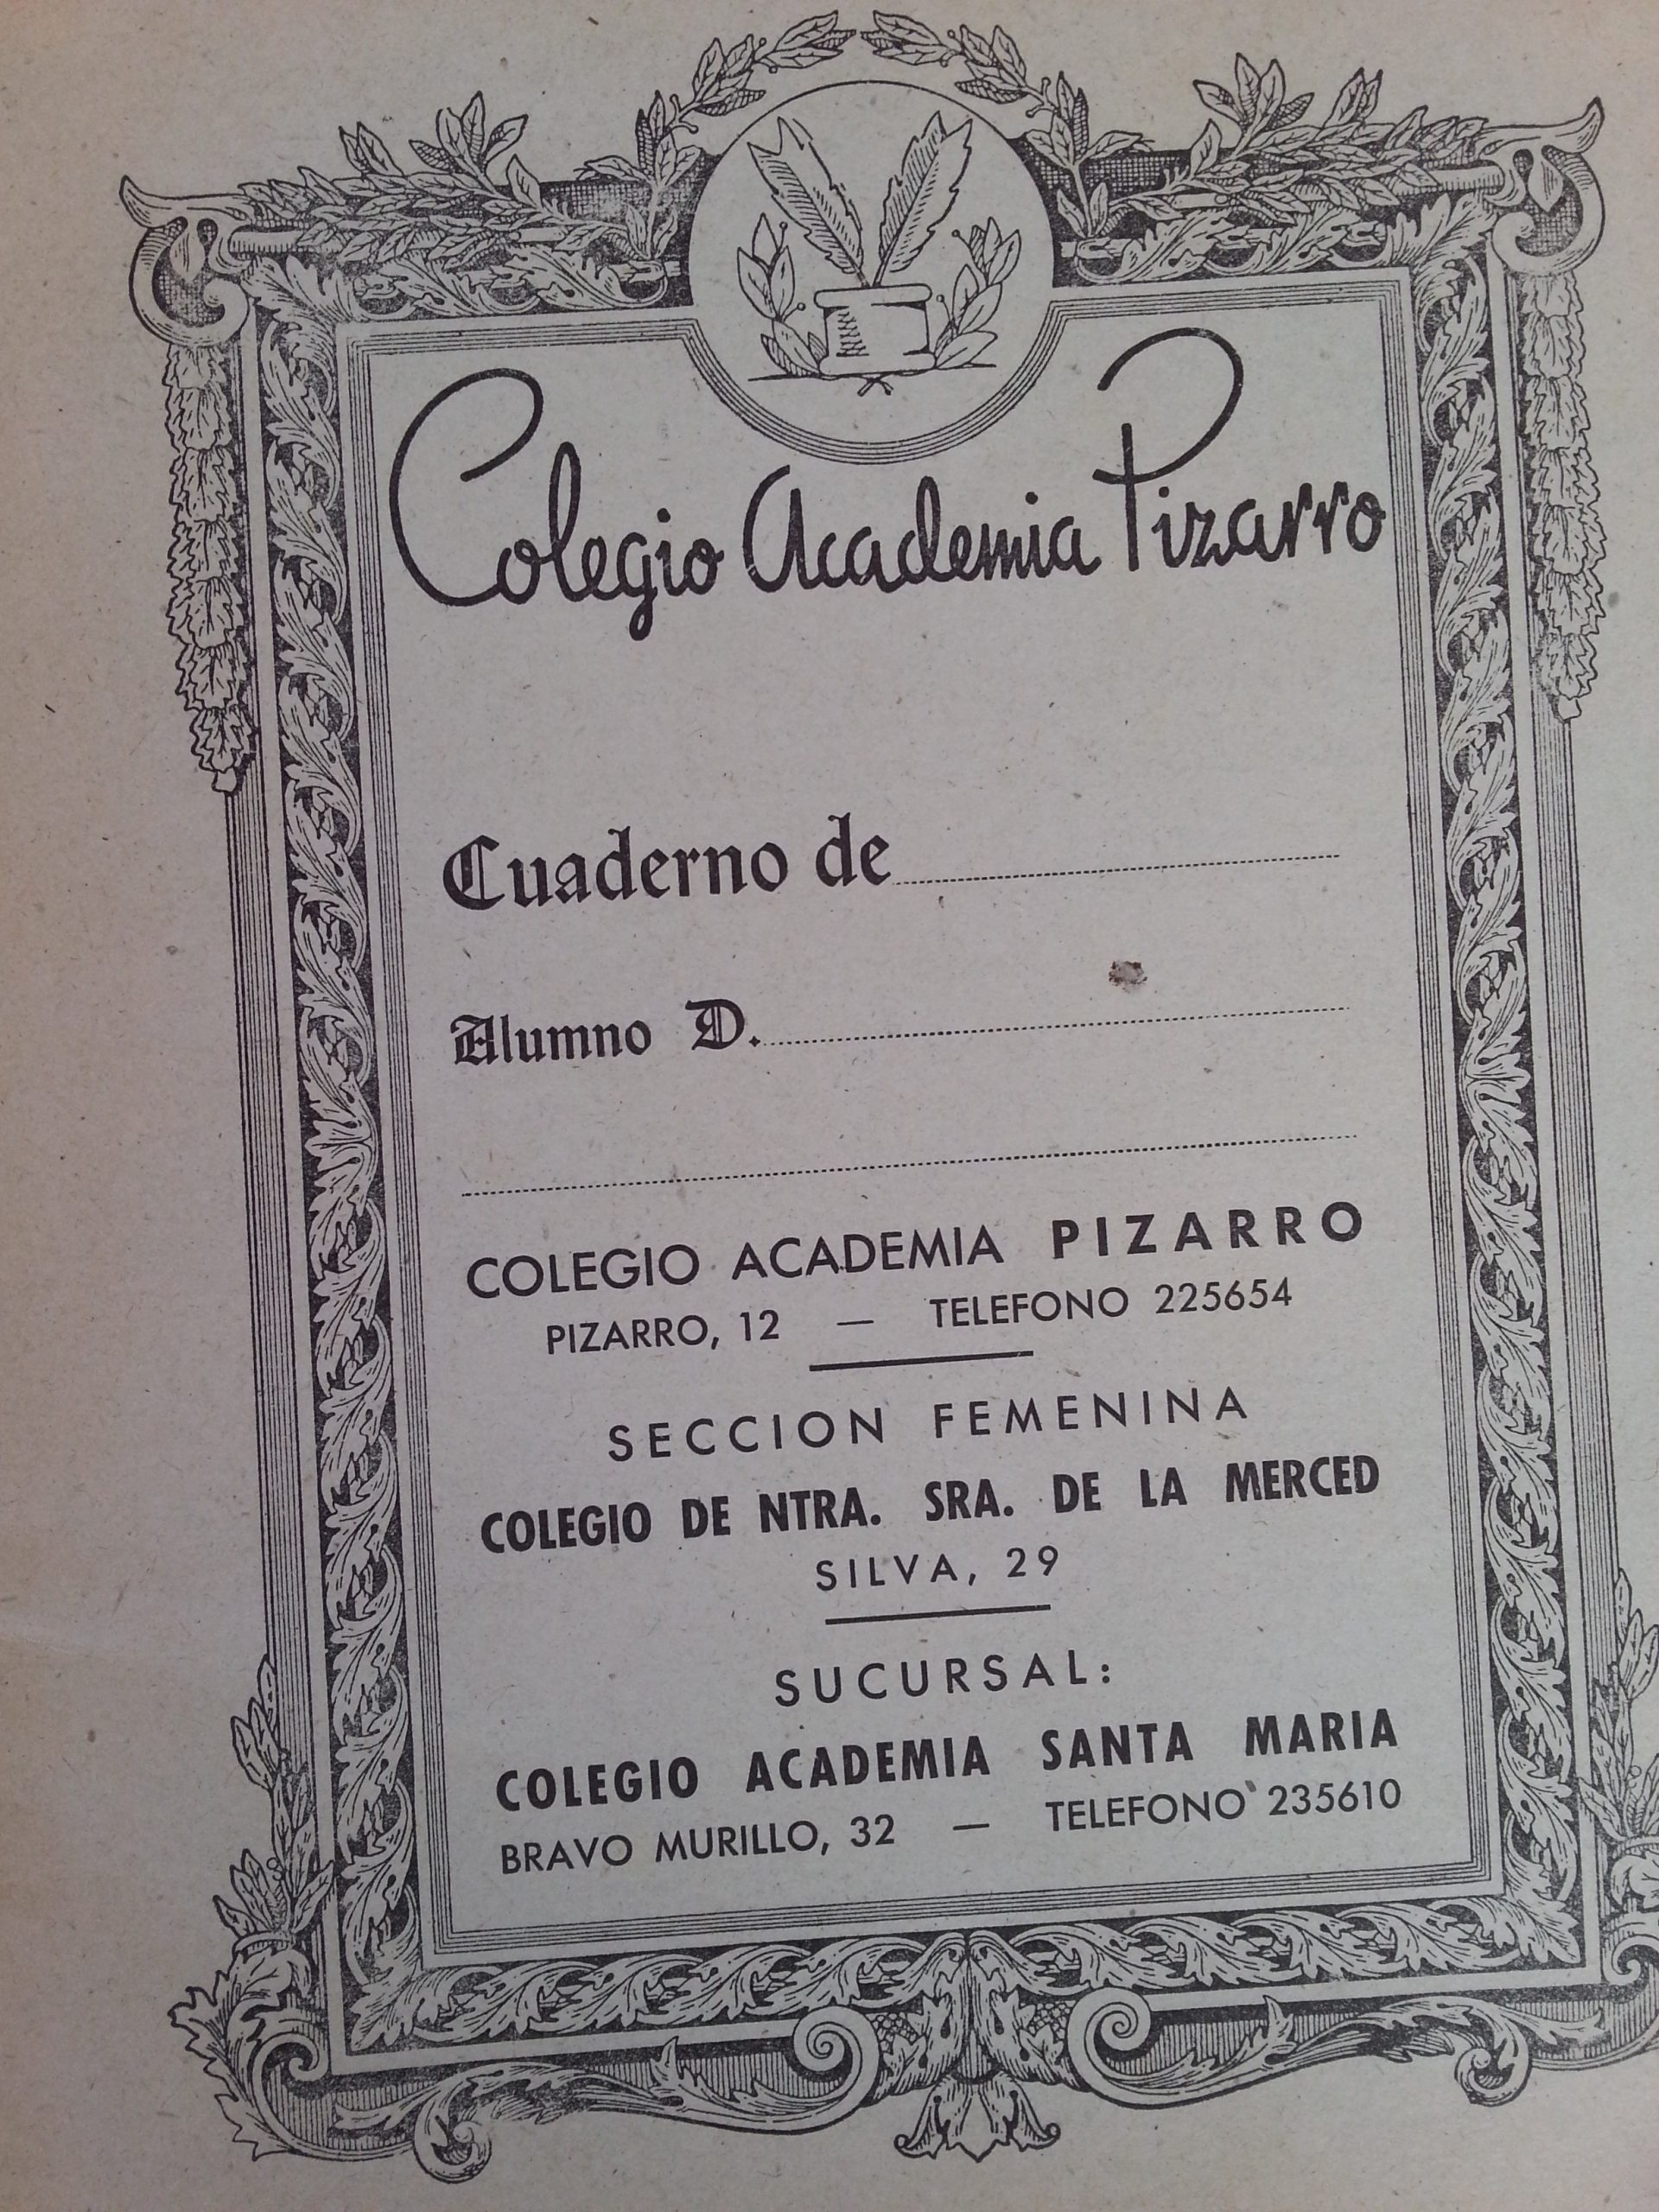 Colegio Academia Pizarro
Cuaderno de
Alumno D.
COLEGIO ACADEMIA PIZARRO
PIZARRO, 12 — TELEFONO 225654
SECCION FEMENINA
COLEGIO DE NTRA. SRA. DE LA MERCED
SILVA, 29
SUCURSAL:
COLEGIO ACADEMIA SANTA MARIA
BRAVO MURILLO, 32 — TELEFONO 235610